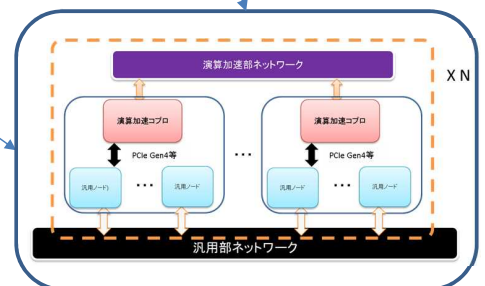 演算加速部ネットワーク
X N
演算加速コプロ
演算加速コプロ
PCIe Gen4等
...
PCIe Gen4等
汎用ノード)
...
汎用ノード
汎用ノード
...
汎用ノード
汎用部ネットワーク